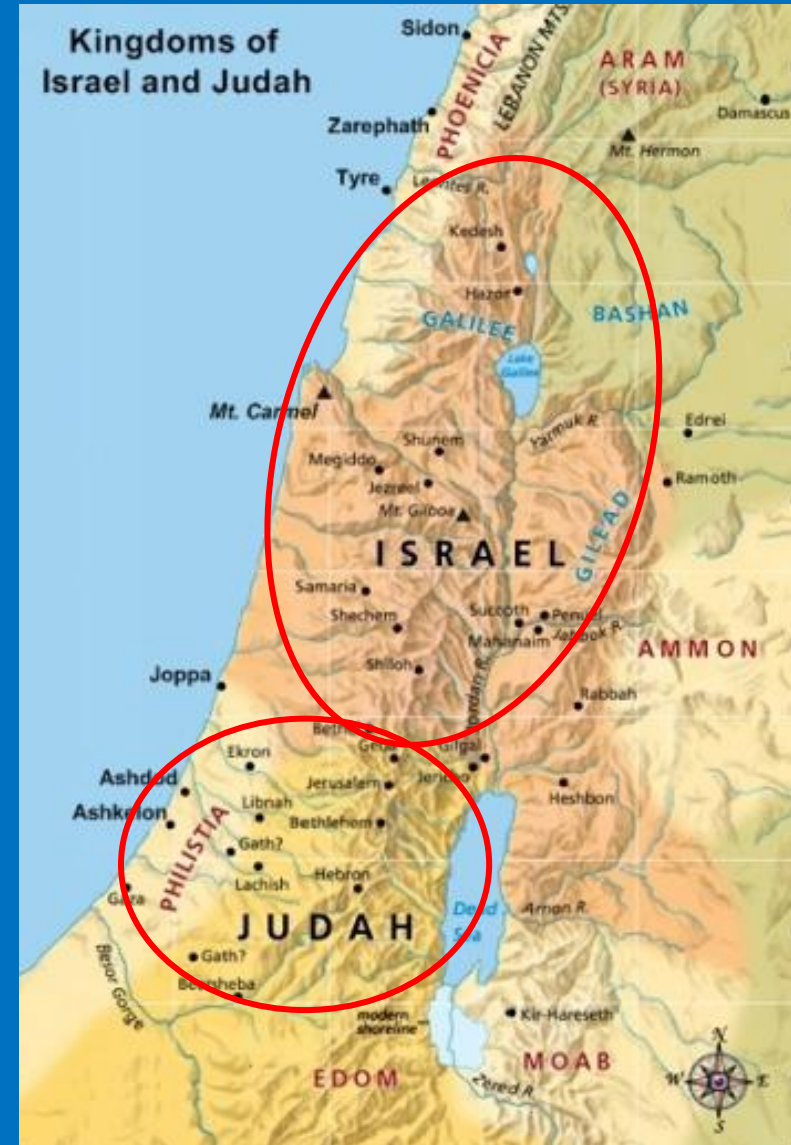 Kingdoms of
Israel and Judah
Sidon
PHOENICIA
LEBANON MTS
ARAM
(SYRIA)
Damascus
Zarephath
Mt. Hermon
Tyre
Leontes R.
Kedesh
Hazor
GALILEE
BASHAN
Lake
Galilee
Mt. Carmel
Yarmuk R.
Edrei
Shunem
Megiddo
Jezreel
Ramoth
Mt. Gilboa
GILEAD
ISRAEL
Samaria
Succoth
Penuel
Shechem
Mahanaim
Jabbok R.
AMMON
Shiloh
Joppa
Jordan R.
Rabbah
Bethel
Geba
Gilgal
Ekron
Jericho
Ashdod
Jerusalem
Heshbon
Libnah
Ashkelon
Bethlehem
PHILISTIA
Gath?
Lachish
Hebron
Gaza
Dead
Sea
Arnon R.
JUDAH
Gath?
Besor Gorge
Beersheba
modern
shoreline
Kir-Hareseth
MOAB
EDOM
Zered R.
N
W
E
S